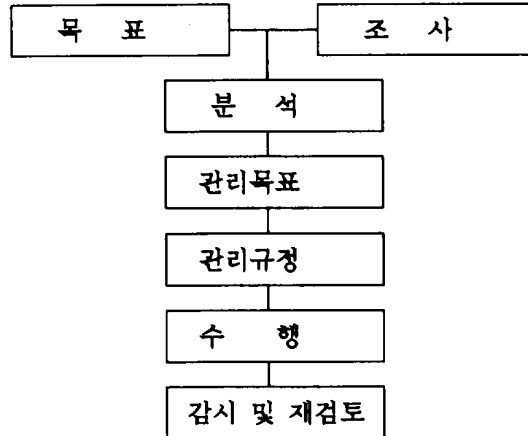 목 표 조 사
분 석
관리목표
관리규정
수 행
감시 및 재검토